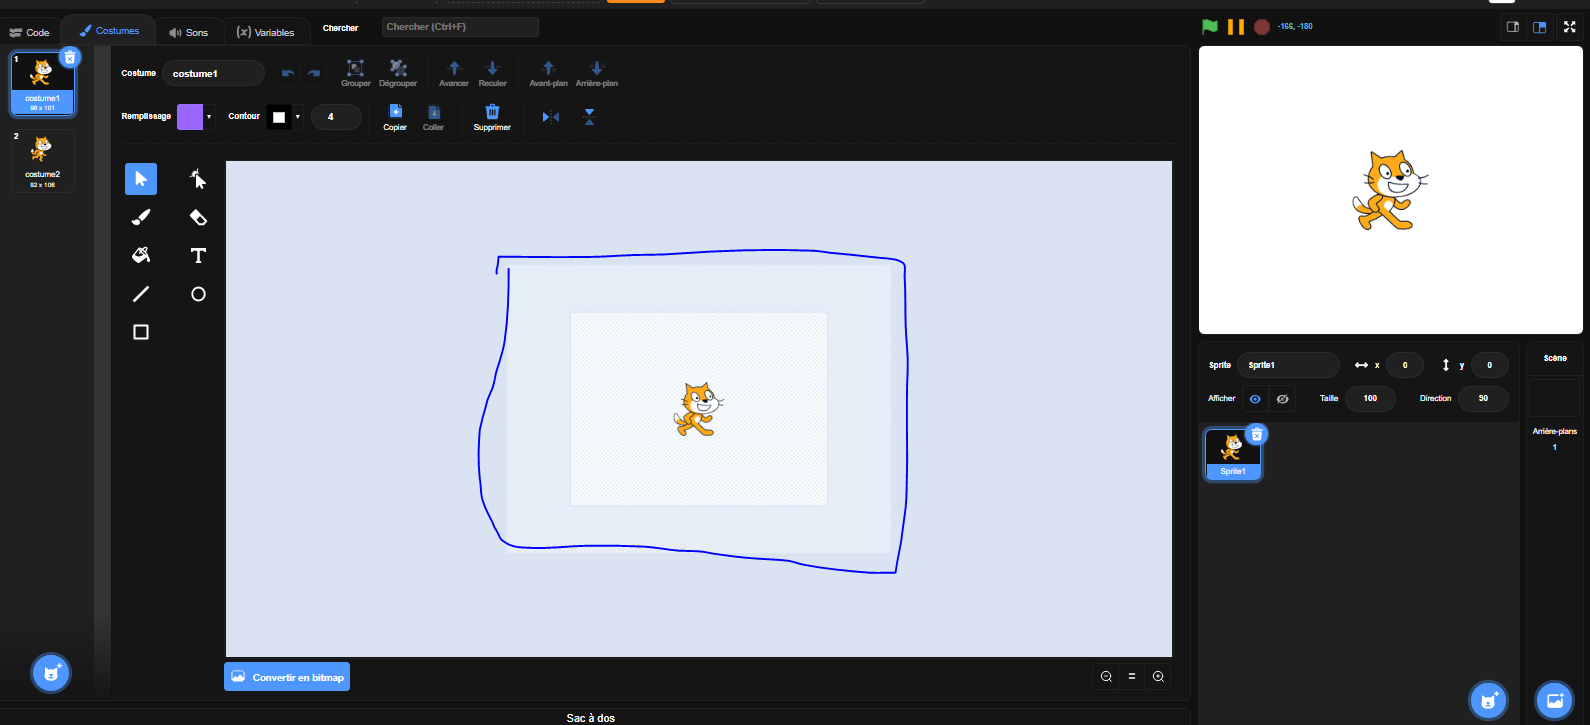 Code
Costumes
Sons
(x) Variables
Chercher
Chercher (Ctrl+F)
-166, -180
1
costume1
96 x 101
2
costume2
92 x 106
Costume
costume1
Grouper
Dégrouper
Avancer
Reculer
Avant-plan
Arrière-plan
Remplissage
Contour
4
Copier
Coller
Supprimer
T
Convertir en bitmap
=
Sac à dos
Sprite
Sprite1
x
0
y
0
Afficher
Taille
100
Direction
90
Sprite1
Scène
Arrière-plans
1